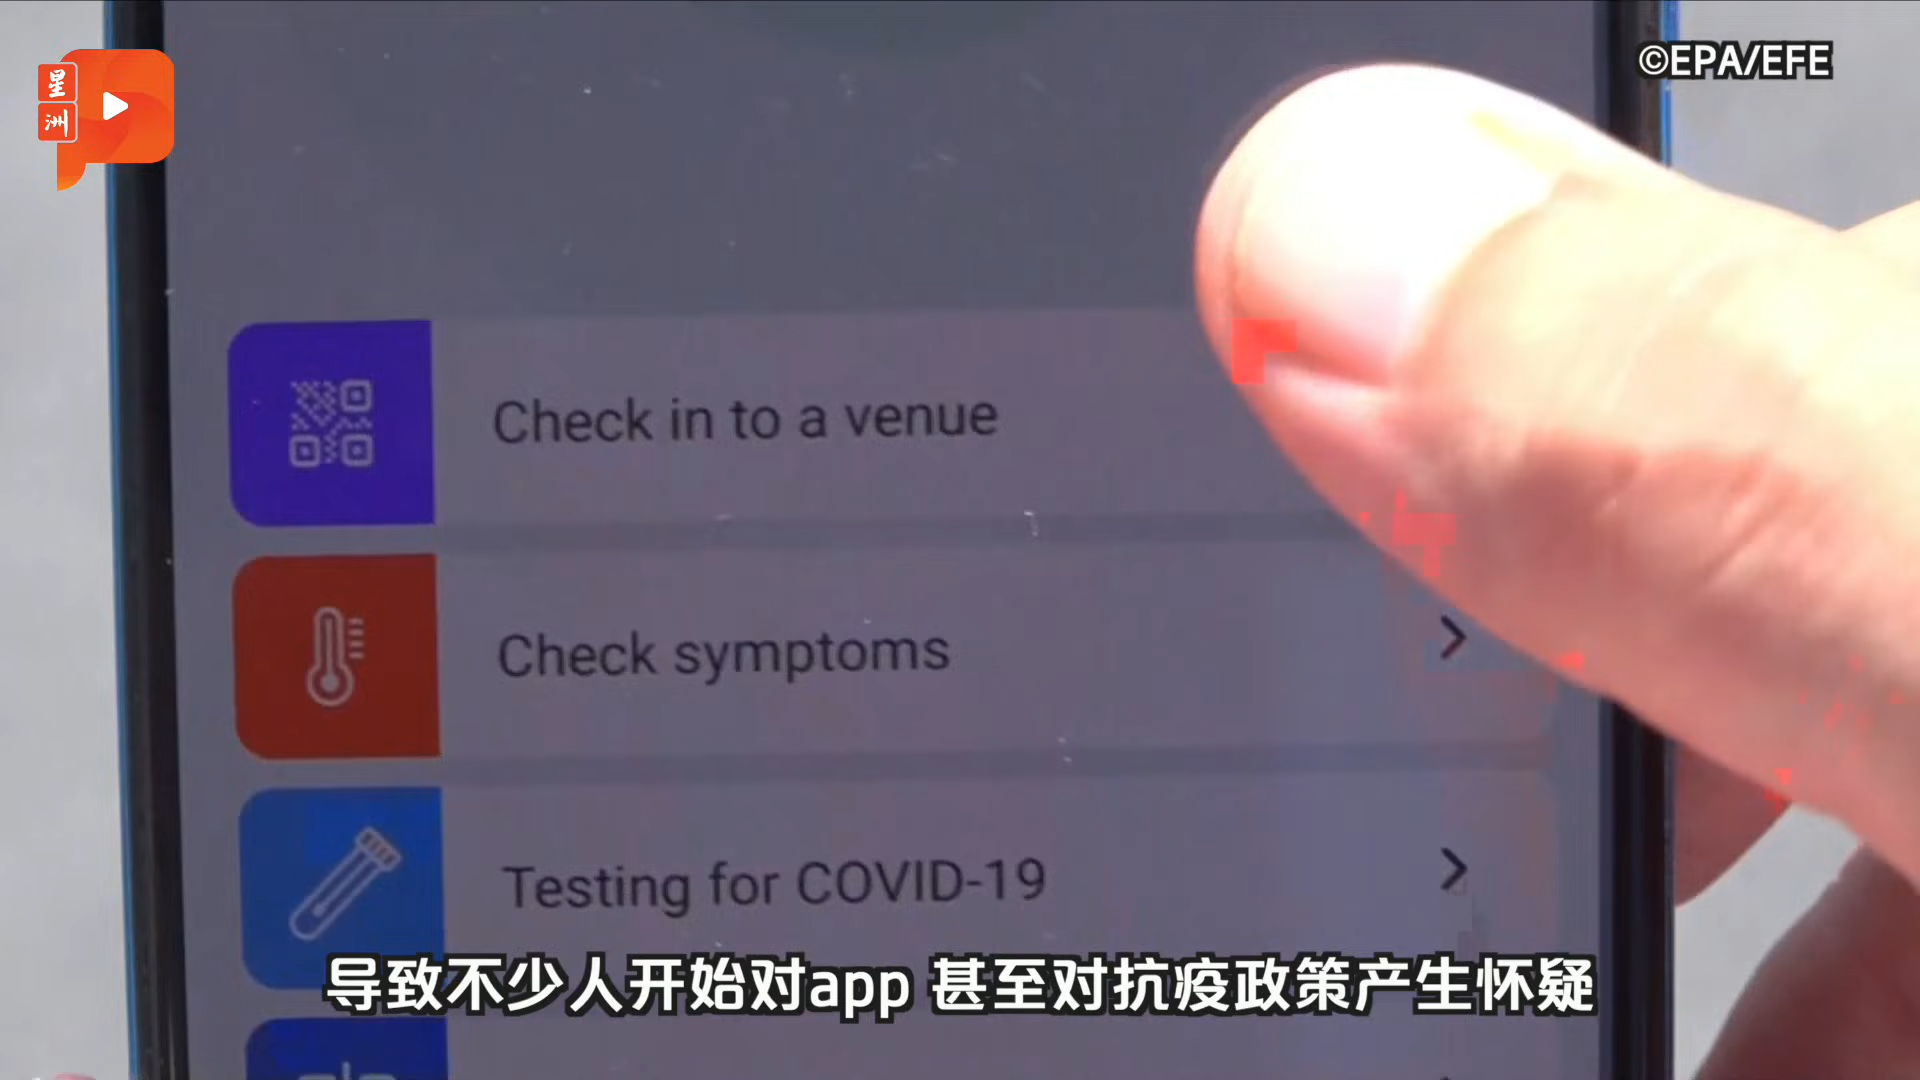 星洲
©EPA/EFE
Check in to a venue
Check symptoms
Testing for COVID-19
导致不少人开始对app 甚至对抗疫政策产生怀疑